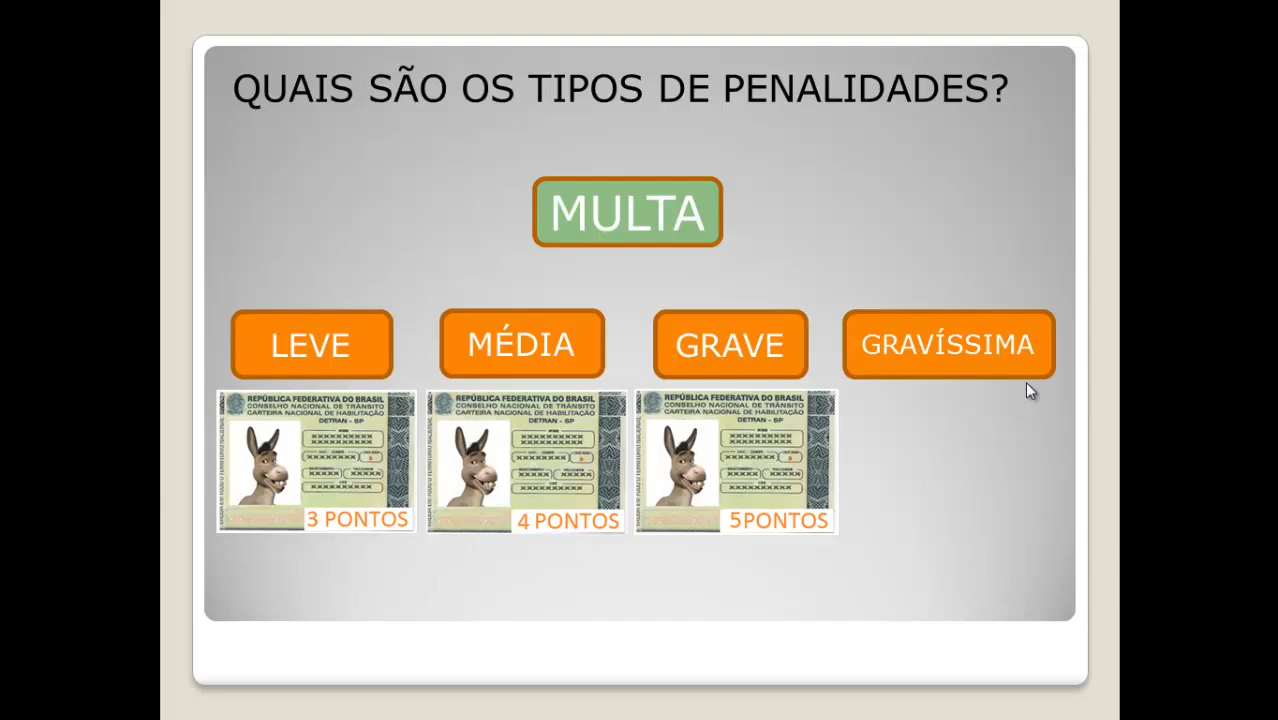 QUAIS SÃO OS TIPOS DE PENALIDADES?
MULTA
LEVE
MÉDIA
GRAVE
GRAVÍSSIMA
REPÚBLICA FEDERATIVA DO BRASIL
CONSELHO NACIONAL DE TRÂNSITO
CARTEIRA NACIONAL DE HABILITAÇÃO
DETRAN - SP
3 PONTOS
REPÚBLICA FEDERATIVA DO BRASIL
CONSELHO NACIONAL DE TRÂNSITO
CARTEIRA NACIONAL DE HABILITAÇÃO
DETRAN - SP
4 PONTOS
REPÚBLICA FEDERATIVA DO BRASIL
CONSELHO NACIONAL DE TRÂNSITO
CARTEIRA NACIONAL DE HABILITAÇÃO
DETRAN - SP
5PONTOS